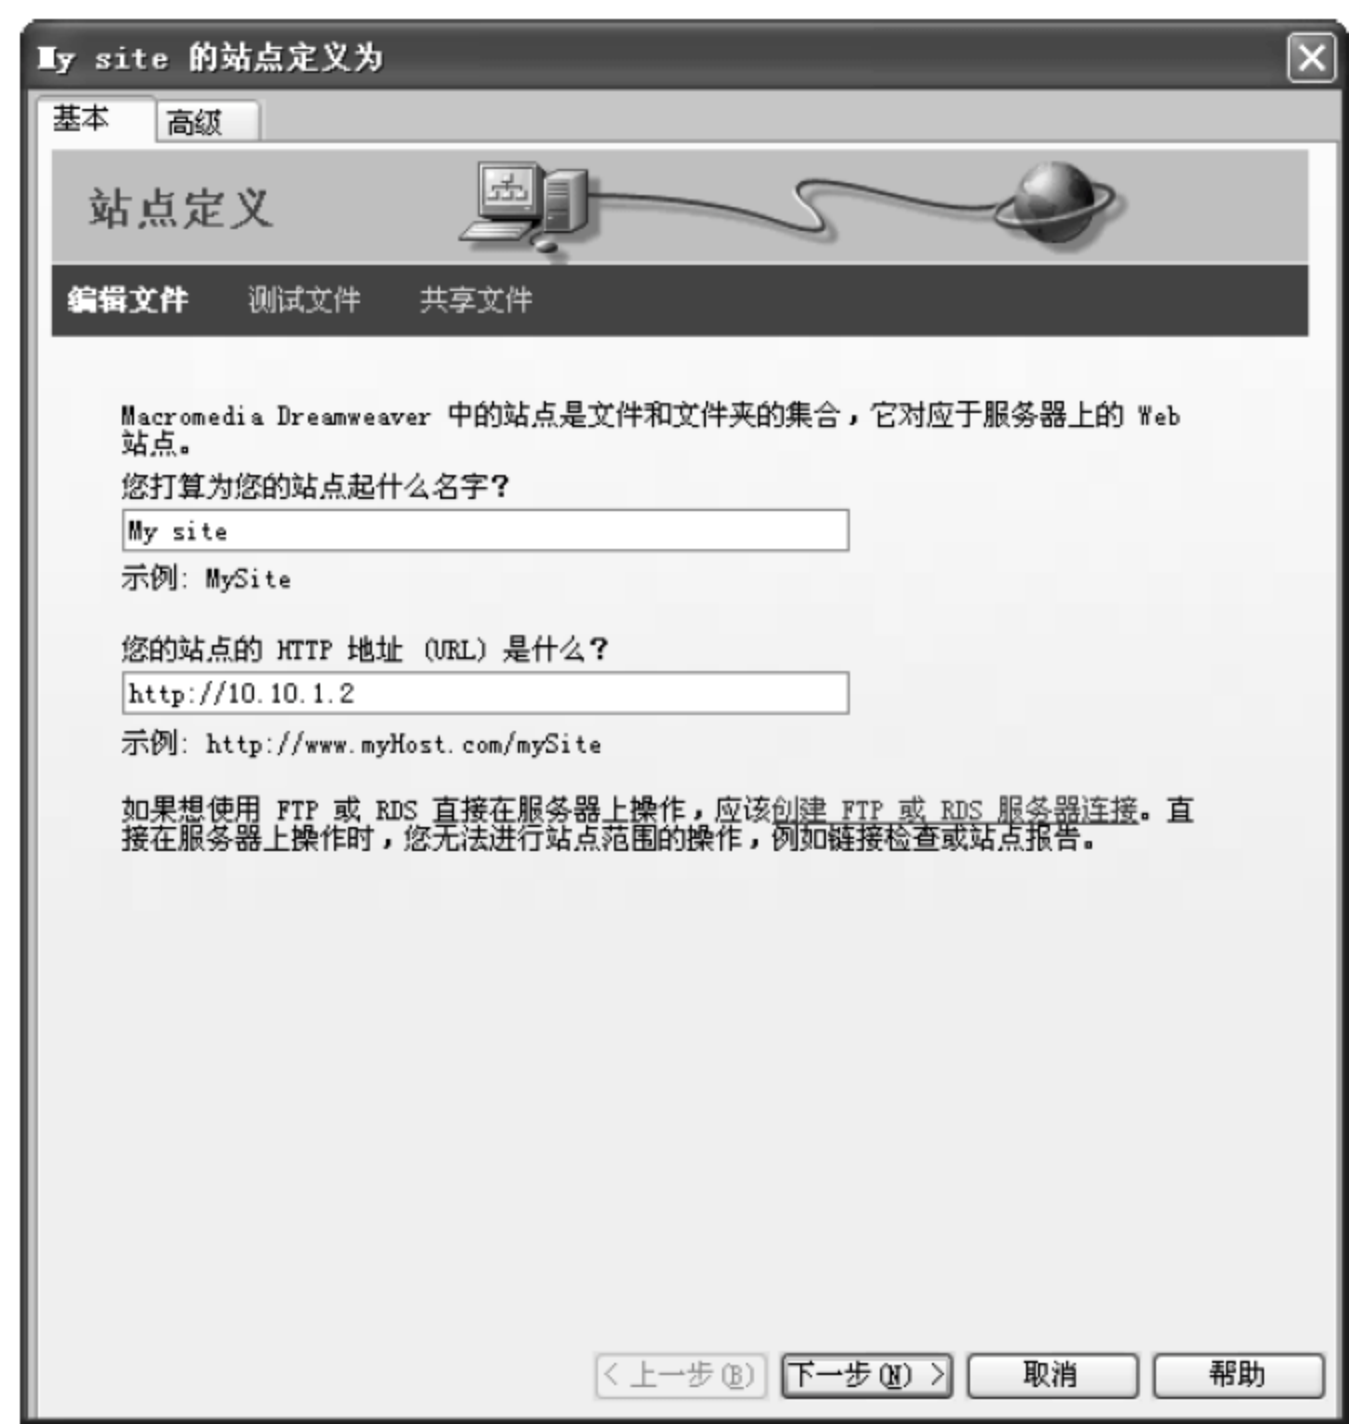 My site 的站点定义为
基本 高级
站点定义
编辑文件 测试文件 共享文件
Macromedia Dreamweaver 中的站点是文件和文件夹的集合，它对应于服务器上的 Web
站点。
您打算为您的站点起什么名字？
My site
示例: MySite
您的站点的 HTTP 地址 (URL) 是什么？
http://10.10.1.2
示例: http://www.myHost.com/mySite
如果想使用 FTP 或 RDS 直接在服务器上操作，应该创建 FTP 或 RDS 服务器连接。直
接在服务器上操作时，您无法进行站点范围的操作，例如链接检查或站点报告。
< 上一步(B) 下一步(N) > 取消 帮助